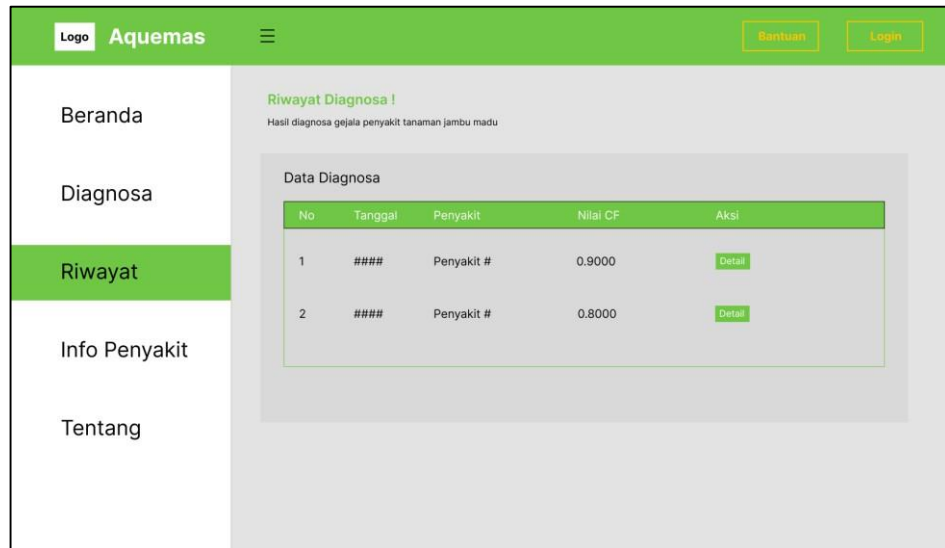 Logo Aquemas ☰ Bantuan Login
Beranda
Diagnosa
Riwayat
Info Penyakit
Tentang
Riwayat Diagnosa !
Hasil diagnosa gejala penyakit tanaman jambu madu
Data Diagnosa
No Tanggal Penyakit Nilai CF Aksi
1 #### Penyakit # 0.9000 Detail
2 #### Penyakit # 0.8000 Detail